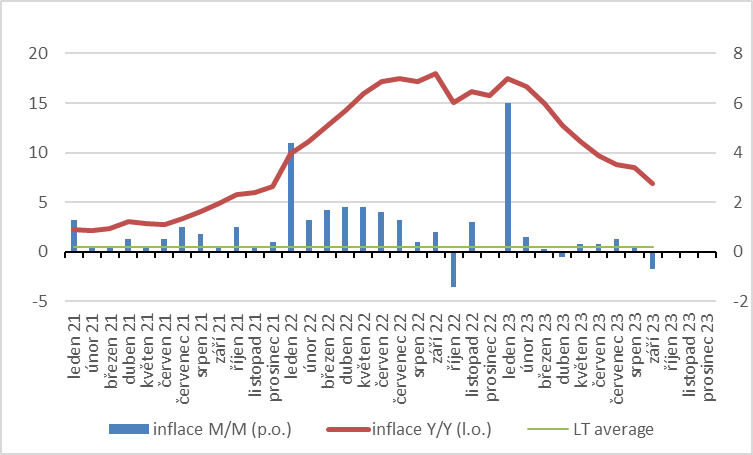 20
15
10
5
0
-5
8
6
4
2
0
-2
leden 21
únor 21
březen 21
duben 21
květen 21
červen 21
červenec 21
srpen 21
září 21
říjen 21
listopad 21
prosinec 21
leden 22
únor 22
březen 22
duben 22
květen 22
červen 22
červenec 22
srpen 22
září 22
říjen 22
listopad 22
prosinec 22
leden 23
únor 23
březen 23
duben 23
květen 23
červen 23
červenec 23
srpen 23
září 23
říjen 23
listopad 23
prosinec 23
inflace M/M (p.o.)
inflace Y/Y (l.o.)
LT average